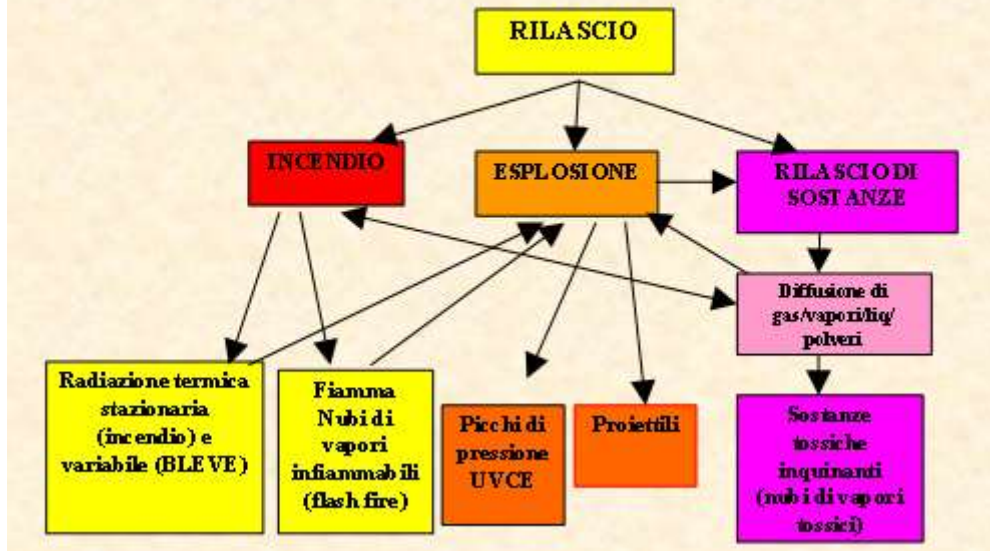 RILASCIO
INCENDIO
ESPLOSIONE
RILASCIO DI
SOSTANZE
Diffusione di
gas/vapori/liq/
polveri
Radiazione termica
stazionaria
(incendio) e
variabile (BLEVE)
Fiamma
Nubi di
vapori
infiammabili
(flash fire)
Picchi di
pressione
UVCE
Proiettili
Sostanze
tossiche
inquinanti
(nubi di vapori
tossici)